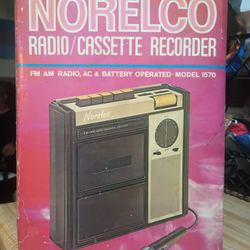 NORELCO
RADIO/CASSETTE RECORDER
FM/AM RADIO, AC & BATTERY OPERATED • MODEL 1570
Norelco